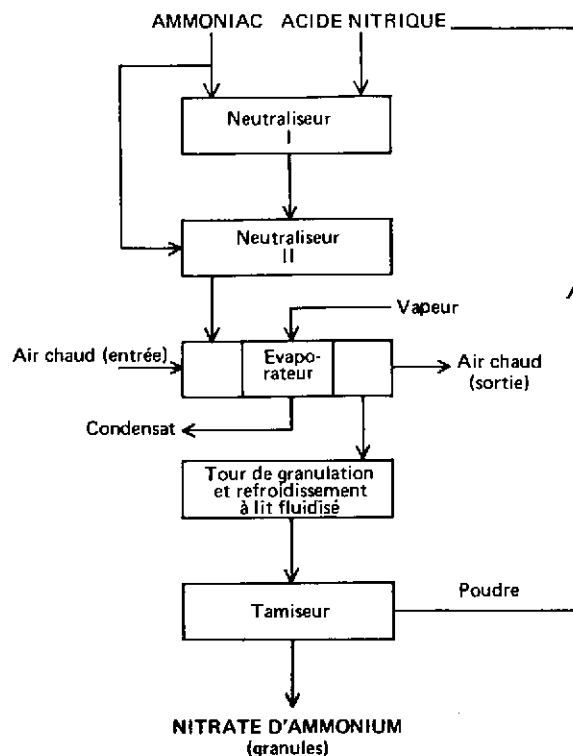 AMMONIAC ACIDE NITRIQUE
Neutraliseur
I
Neutraliseur
II
Vapeur
Air chaud (entrée)
Evapo-
rateur
Air chaud
(sortie)
Condensat
Tour de granulation
et refroidissement
à lit fluidisé
Poudre
Tamiseur
NITRATE D'AMMONIUM
(granules)